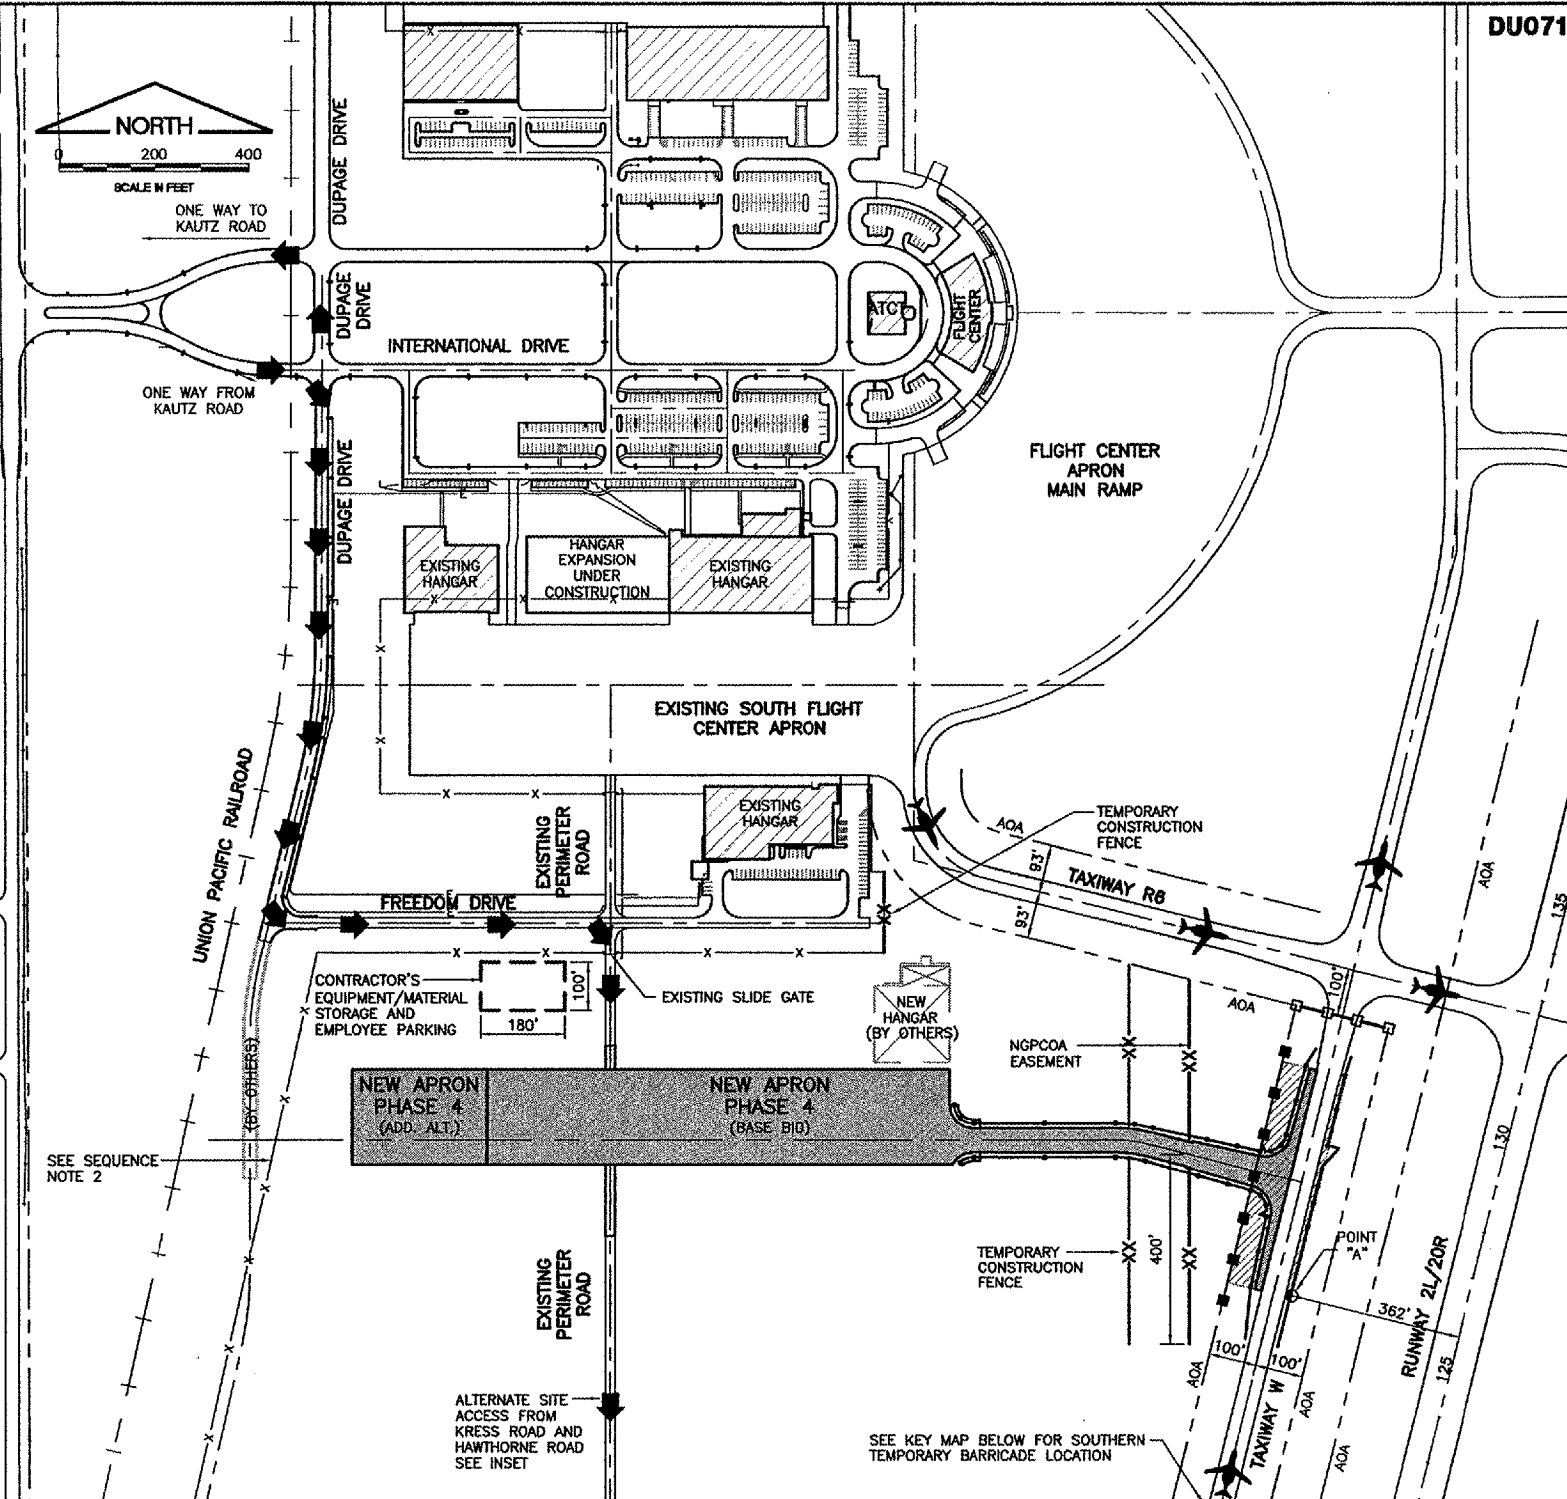 DU071
NORTH
0 200 400
SCALE IN FEET
DUPAGE DRIVE
ONE WAY TO
KAUTZ ROAD
DUPAGE
DRIVE
INTERNATIONAL DRIVE
ATCT
FLIGHT
CENTER
ONE WAY FROM
KAUTZ ROAD
DUPAGE DRIVE
FLIGHT CENTER
APRON
MAIN RAMP
EXISTING
HANGAR
HANGAR
EXPANSION
UNDER
CONSTRUCTION
EXISTING
HANGAR
EXISTING SOUTH FLIGHT
CENTER APRON
UNION PACIFIC RAILROAD
EXISTING
PERIMETER
ROAD
EXISTING
HANGAR
AOA
TEMPORARY
CONSTRUCTION
FENCE
93'
93'
TAXIWAY R8
AOA
135
FREEDOM DRIVE
CONTRACTOR'S
EQUIPMENT/MATERIAL
STORAGE AND
EMPLOYEE PARKING
100'
180'
EXISTING SLIDE GATE
NEW
HANGAR
(BY OTHERS)
NGPCOA
EASEMENT
AOA
100'
(BY OTHERS)
NEW APRON
PHASE 4
(ADD. ALT.)
NEW APRON
PHASE 4
(BASE BID)
130
SEE SEQUENCE
NOTE 2
EXISTING
PERIMETER
ROAD
TEMPORARY
CONSTRUCTION
FENCE
400'
POINT
"A"
362'
RUNWAY 2L/20R
125
100'
100'
AOA
TAXIWAY W
AOA
AOA
ALTERNATE SITE
ACCESS FROM
KRESS ROAD AND
HAWTHORNE ROAD
SEE INSET
SEE KEY MAP BELOW FOR SOUTHERN
TEMPORARY BARRICADE LOCATION